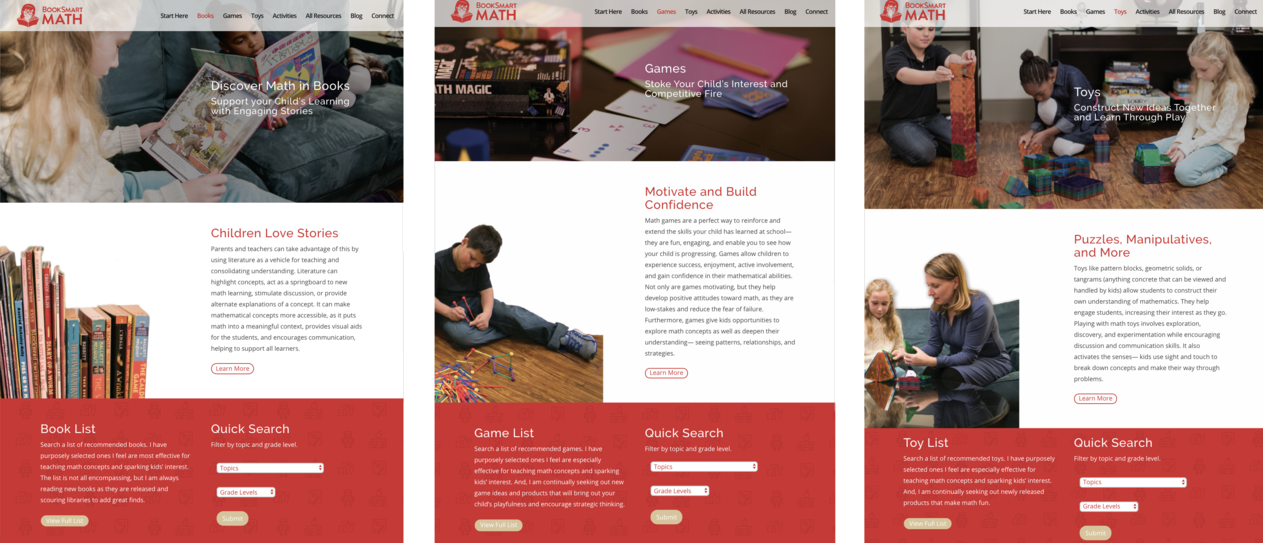 BOOKSMART
MATH
Start Here Books Games Toys Activities All Resources Blog Connect
Discover Math in Books
Support your Child's Learning
with Engaging Stories
Children Love Stories
Parents and teachers can take advantage of this by
using literature as a vehicle for teaching and
consolidating understanding. Literature can
highlight concepts, act as a springboard to new
math learning, stimulate discussion, or provide
alternate explanations of a concept. It can make
mathematical concepts more accessible, as it puts
math into a meaningful context, provides visual aids
for the students, and encourages communication,
helping to support all learners.
Learn More
Book List
Search a list of recommended books. I have
purposely selected ones I feel are most effective for
teaching math concepts and sparking kids' interest.
The list is not all encompassing, but I am always
reading new books as they are released and
scouring libraries to add great finds.
View Full List
Quick Search
Filter by topic and grade level.
Topics
Grade Levels
Submit
BOOKSMART
MATH
Start Here Books Games Toys Activities All Resources Blog Connect
MATH MAGIC
Games
Stoke Your Child's Interest and
Competitive Fire
Motivate and Build
Confidence
Math games are a perfect way to reinforce and
extend the skills your child has learned at school—
they are fun, engaging, and enable you to see how
your child is progressing. Games allow children to
experience success, enjoyment, active involvement,
and gain confidence in their mathematical abilities.
Not only are games motivating, but they help
develop positive attitudes toward math, as they are
low-stakes and reduce the fear of failure.
Furthermore, games give kids opportunities to
explore math concepts as well as deepen their
understanding— seeing patterns, relationships, and
strategies.
Learn More
Game List
Search a list of recommended games. I have
purposely selected ones I feel are especially
effective for teaching math concepts and sparking
kids' interest. And, I am continually seeking out new
game ideas and products that will bring out your
child's playfulness and encourage strategic thinking.
View Full List
Quick Search
Filter by topic and grade level.
Topics
Grade Levels
Submit
BOOKSMART
MATH
Start Here Books Games Toys Activities All Resources Blog Connect
Toys
Construct New Ideas Together
and Learn Through Play
Puzzles, Manipulatives,
and More
Toys like pattern blocks, geometric solids, or
tangrams (anything concrete that can be viewed and
handled by kids) allow students to construct their
own understanding of mathematics. They help
engage students, increasing their interest as they go.
Playing with math toys involves exploration,
discovery, and experimentation while encouraging
discussion and communication skills. It also
activates the senses— kids use sight and touch to
break down concepts and make their way through
problems.
Learn More
Toy List
Search a list of recommended toys. I have purposely
selected ones I feel are especially effective for
teaching math concepts and sparking kids' interest.
And, I am continually seeking out newly released
products that make math fun.
View Full List
Quick Search
Filter by topic and grade level.
Topics
Grade Levels
Submit